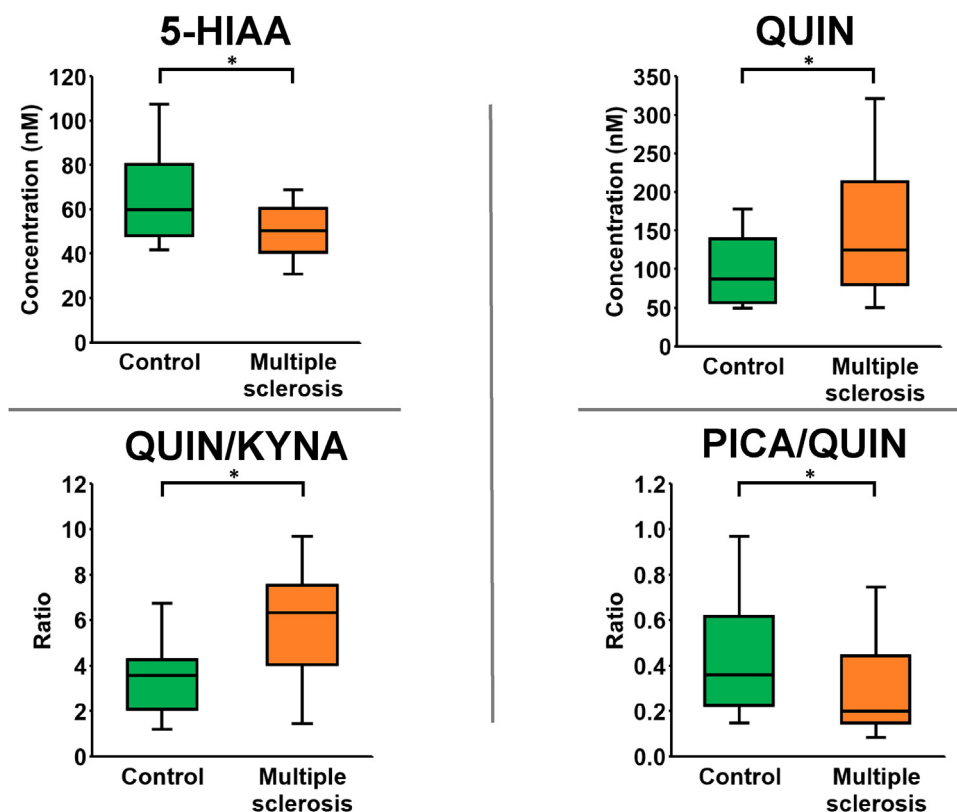 5-HIAA
*
Concentration (nM)
120
100
80
60
40
20
0
Control
Multiple
sclerosis
QUIN
*
Concentration (nM)
350
300
250
200
150
100
50
0
Control
Multiple
sclerosis
QUIN/KYNA
*
Ratio
12
10
8
6
4
2
0
Control
Multiple
sclerosis
PICA/QUIN
*
Ratio
1.2
1.0
0.8
0.6
0.4
0.2
0.0
Control
Multiple
sclerosis